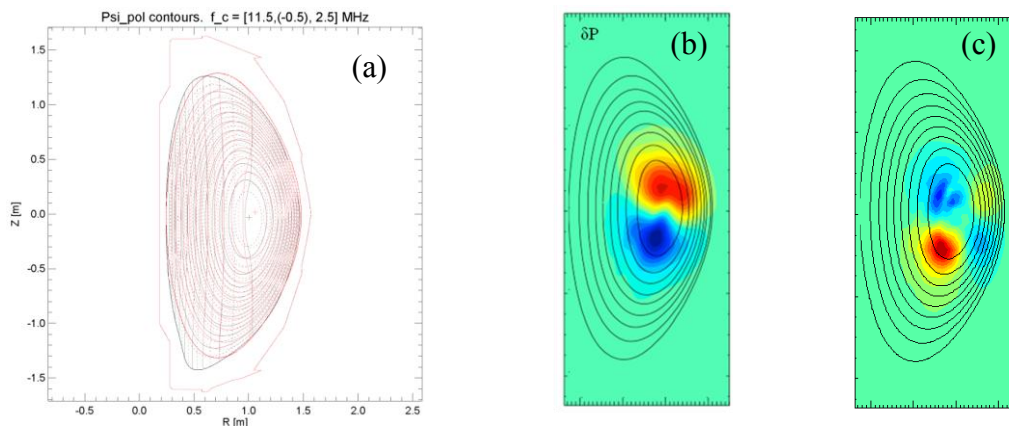 Psi_pol contours. f_c = [11.5,(-0.5), 2.5] MHz
(a)
1.5
1.0
0.5
0.0
-0.5
-1.0
-1.5
Z [m]
-0.5
0.0
0.5
1.0
1.5
2.0
2.5
R [m]
δP
(b)
(c)